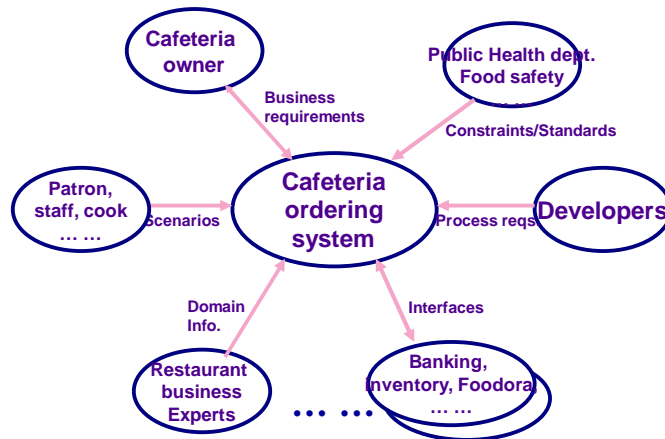 Cafeteria
owner
Public Health dept.
Food safety
... ...
Business
requirements
Constraints/Standards
Patron,
staff, cook
... ...
Scenarios
Cafeteria
ordering
system
Process reqs
Developers
Domain
Info.
Interfaces
Restaurant
business
Experts
... ...
Banking,
Inventory, Foodora,
... ...